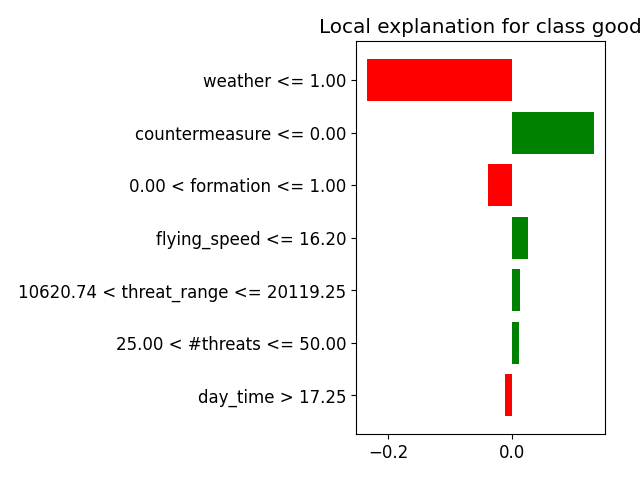 Local explanation for class good
weather <= 1.00
countermeasure <= 0.00
0.00 < formation <= 1.00
flying_speed <= 16.20
10620.74 < threat_range <= 20119.25
25.00 < #threats <= 50.00
day_time > 17.25
−0.2 0.0